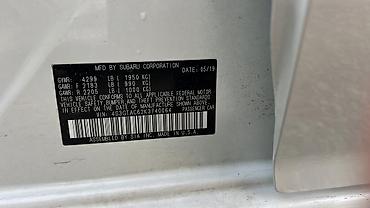 MFD BY SUBARU CORPORATION
GVWR: 4299 LB ( 1950 KG) DATE: 05/19
GAWR: F 2183 LB ( 990 KG)
GAWR: R 2205 LB ( 1000 KG)
THIS VEHICLE CONFORMS TO ALL APPLICABLE FEDERAL MOTOR
VEHICLE SAFETY, BUMPER, AND THEFT PREVENTION STANDARDS
IN EFFECT ON THE DATE OF MANUFACTURE SHOWN ABOVE.
PASSENGER CAR
ASSEMBLED BY SIA, INC. MADE IN U.S.A.